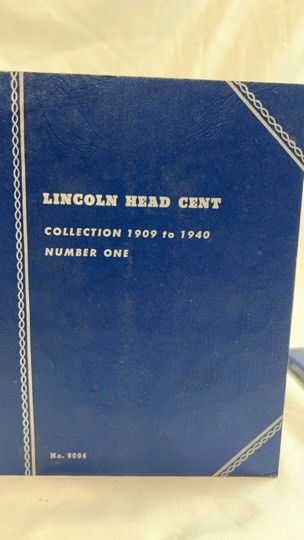 LINCOLN HEAD CENT
COLLECTION 1909 to 1940
NUMBER ONE
No. 9004